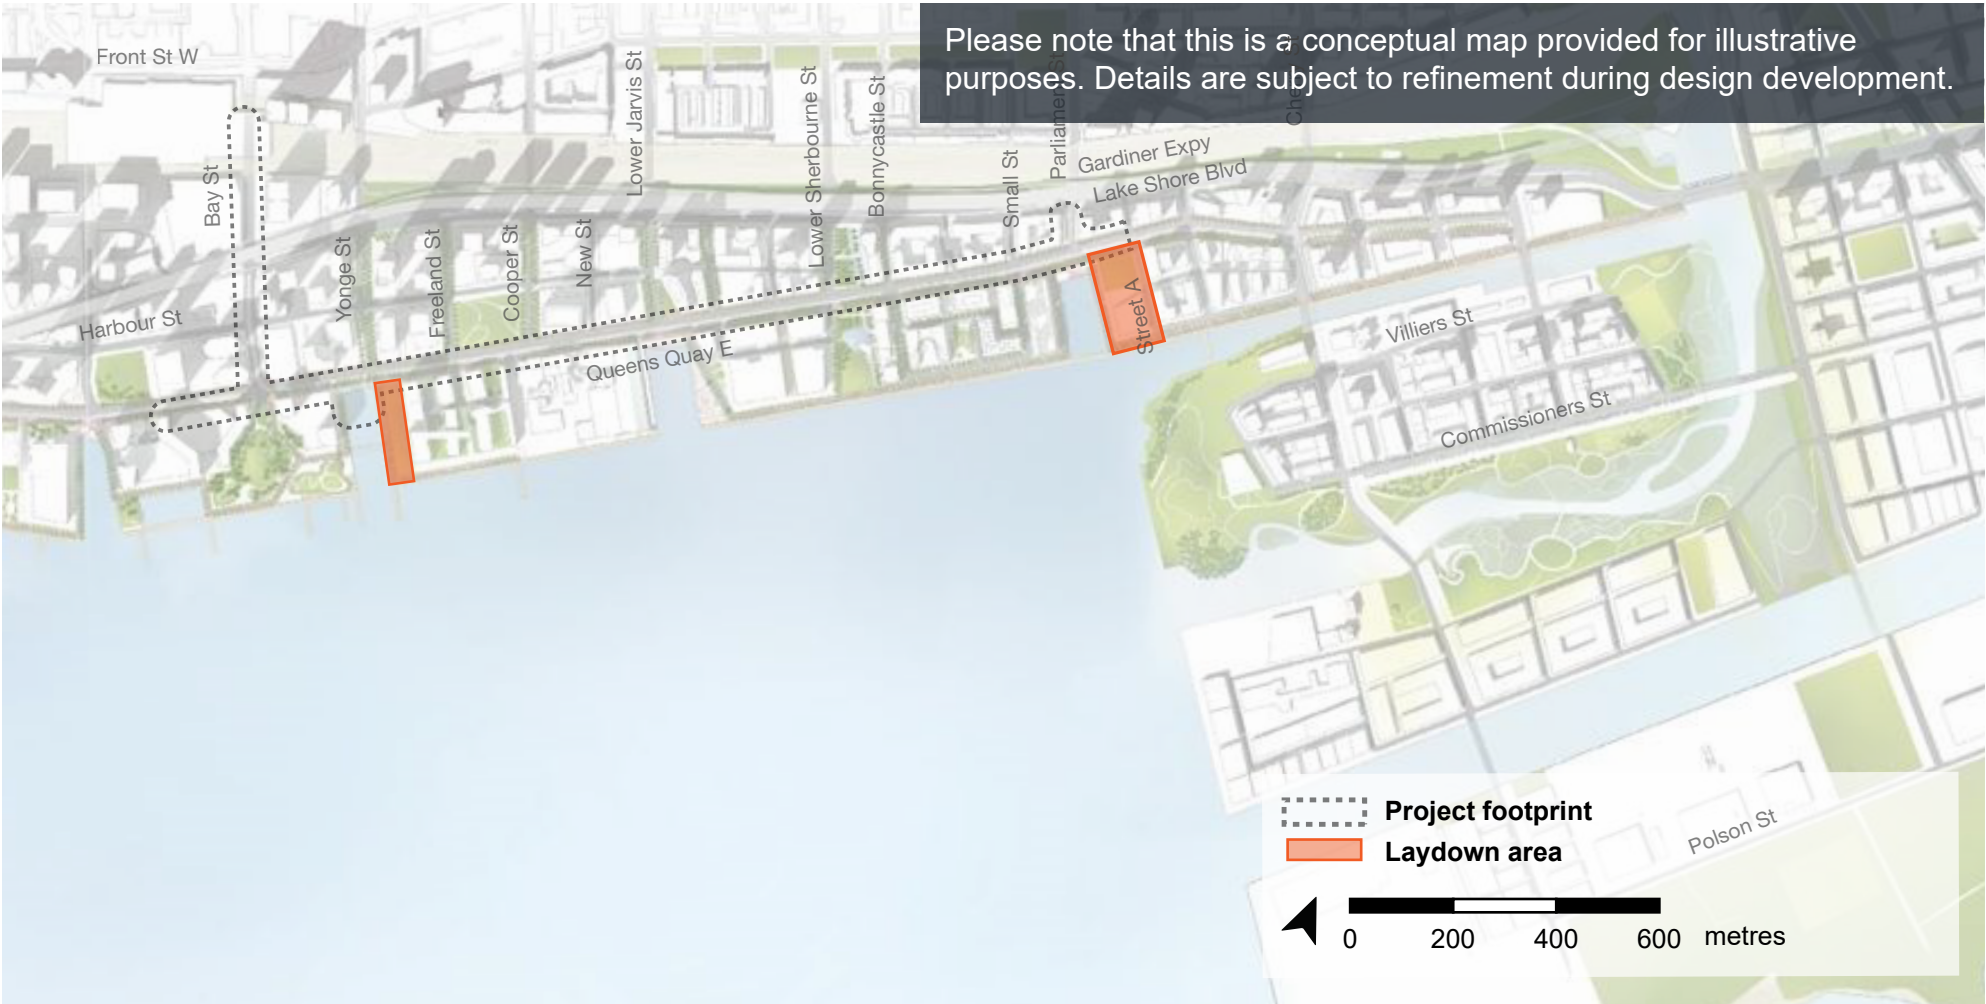 Please note that this is a conceptual map provided for illustrative
purposes. Details are subject to refinement during design development.
Front St W
Bay St
Harbour St
Yonge St
Freeland St
Cooper St
New St
Lower Jarvis St
Lower Sherbourne St
Bonnycastle St
Small St
Parliament St
Gardiner Expy
Lake Shore Blvd
Queens Quay E
Street A
Villiers St
Commissioners St
Polson St
Project footprint
Laydown area
0 200 400 600 metres